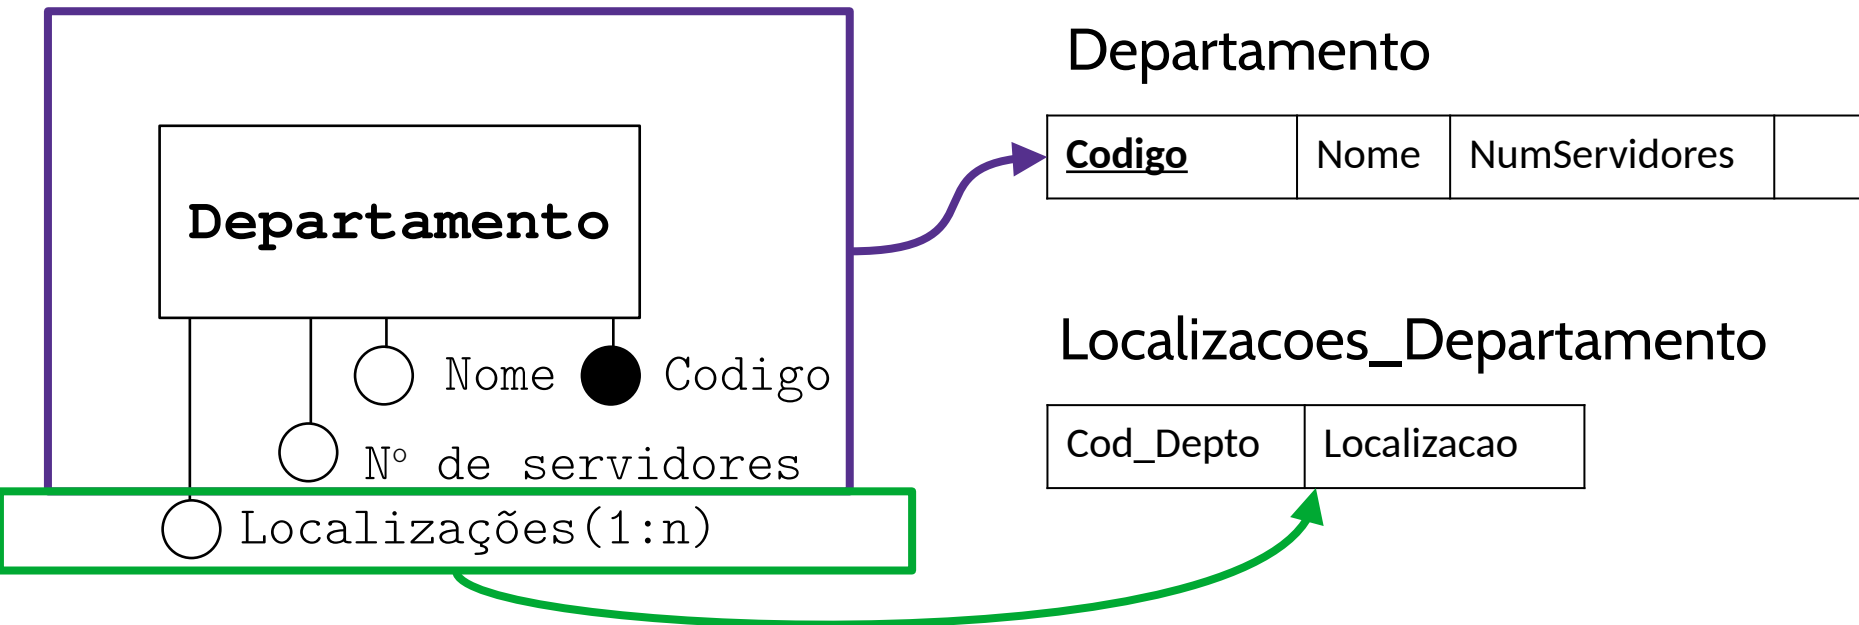 Departamento
Nome
Codigo
Nº de servidores
Localizações(1:n)
Departamento
Codigo
Nome
NumServidores
Localizacoes_Departamento
Cod_Depto
Localizacao